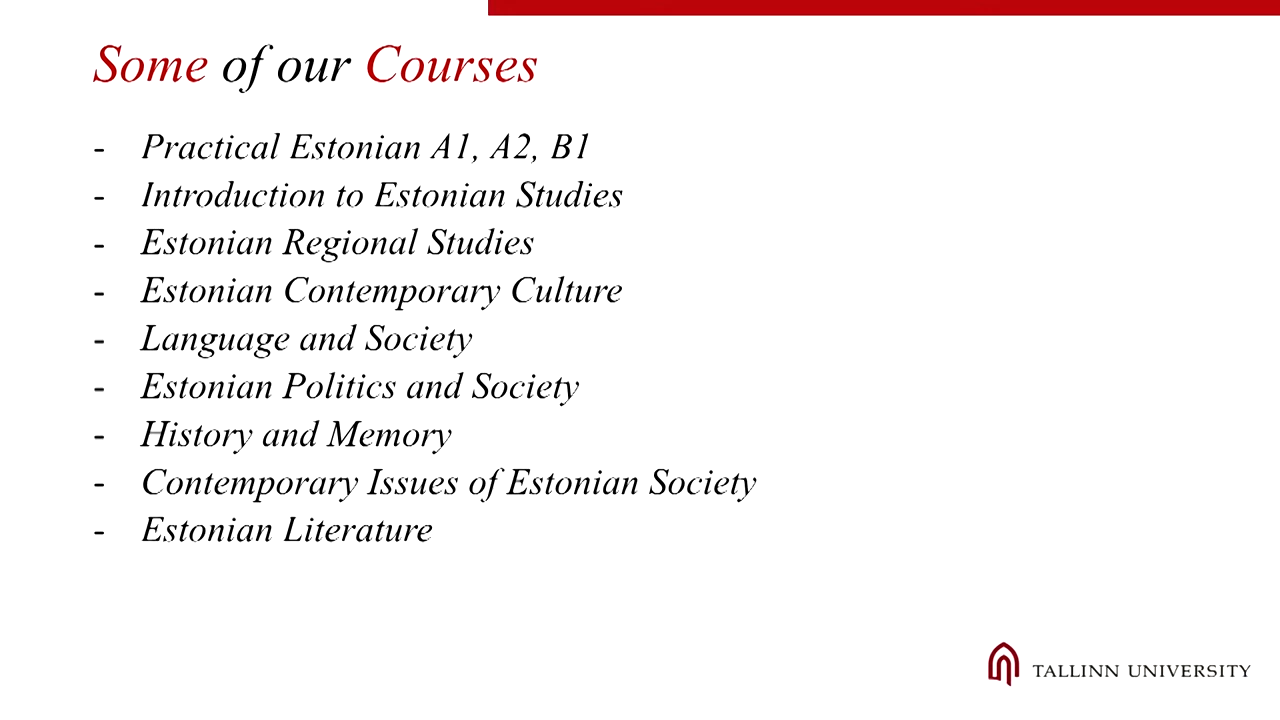 Some of our Courses
- Practical Estonian A1, A2, B1
- Introduction to Estonian Studies
- Estonian Regional Studies
- Estonian Contemporary Culture
- Language and Society
- Estonian Politics and Society
- History and Memory
- Contemporary Issues of Estonian Society
- Estonian Literature
TALLINN UNIVERSITY